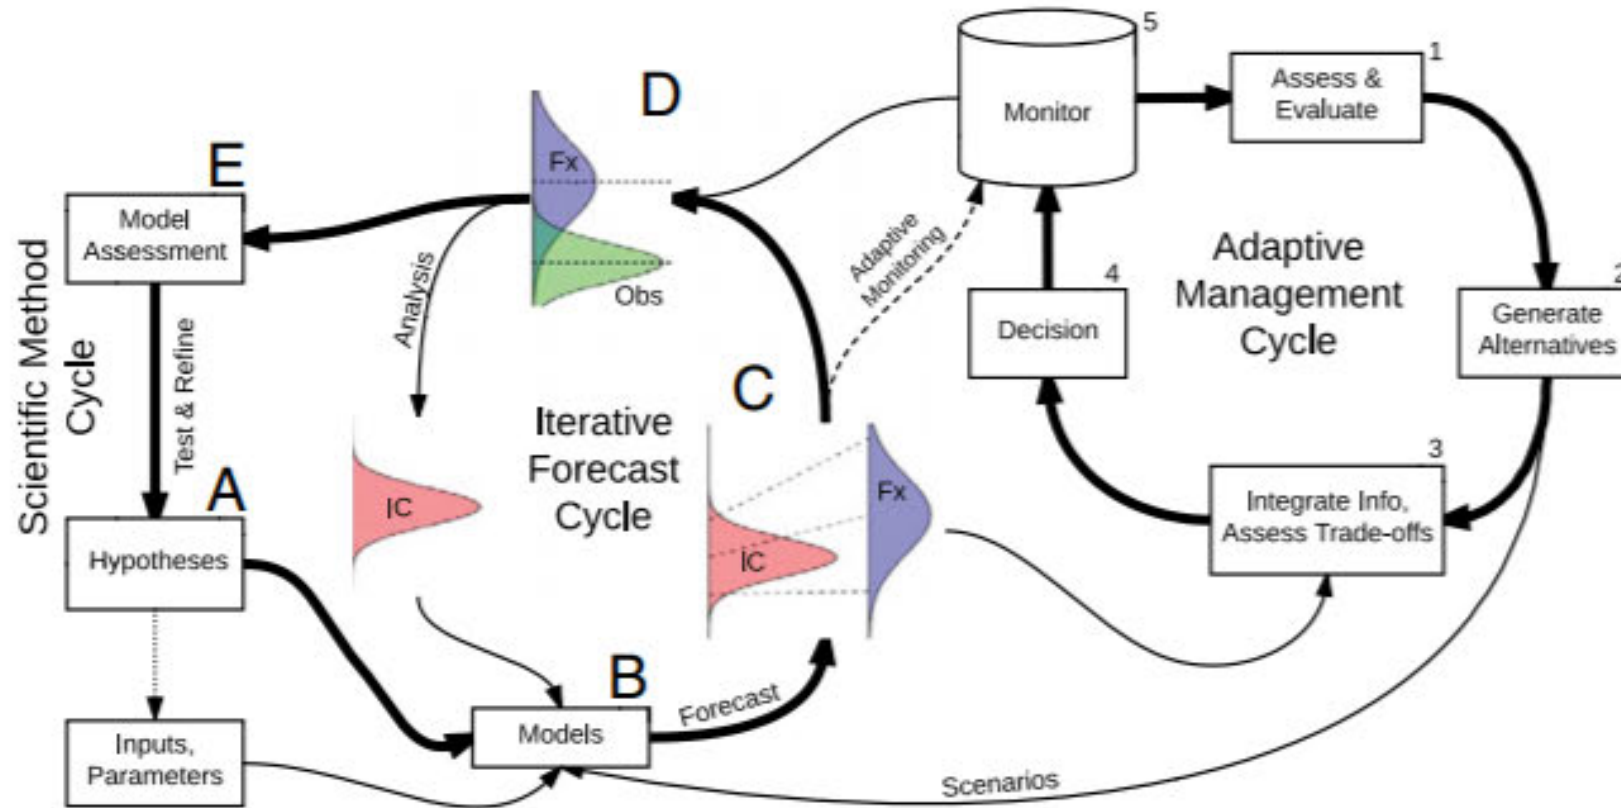 5
D
Monitor
1
Assess &
Evaluate
Fx
E
Model
Assessment
Obs
Analysis
Adaptive
Monitoring
Adaptive
Management
Cycle
4
Decision
2
Generate
Alternatives
Scientific Method
Cycle
Test & Refine
C
Iterative
Forecast
Cycle
A
Hypotheses
IC
IC
Fx
3
Integrate Info,
Assess Trade-offs
B
Models
Forecast
Inputs,
Parameters
Scenarios